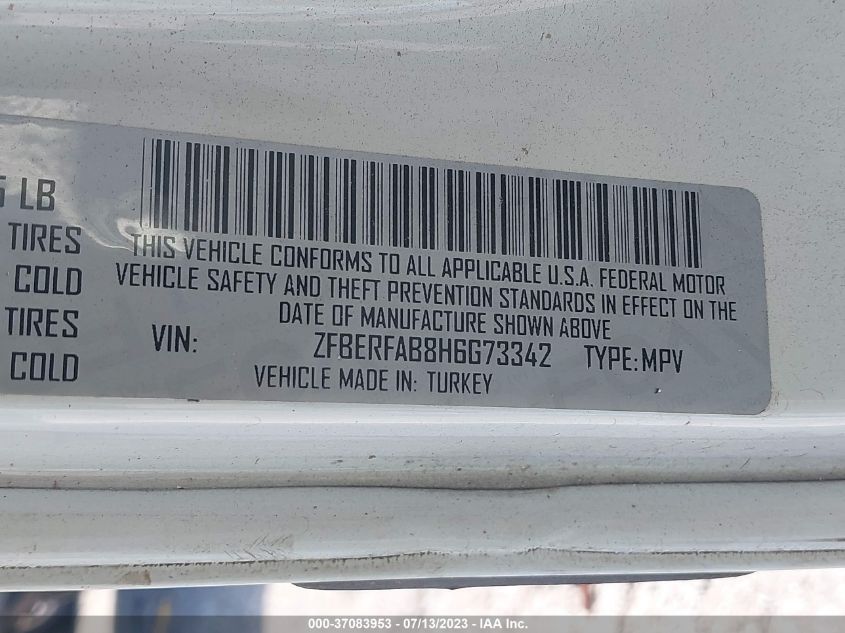 5 LB
TIRES
COLD
TIRES
COLD
THIS VEHICLE CONFORMS TO ALL APPLICABLE U.S.A. FEDERAL MOTOR
VEHICLE SAFETY AND THEFT PREVENTION STANDARDS IN EFFECT ON THE
DATE OF MANUFACTURE SHOWN ABOVE
VIN: ZFBERFAB8H6G73342 TYPE: MPV
VEHICLE MADE IN: TURKEY
000-37083953 - 07/13/2023 - IAA Inc.